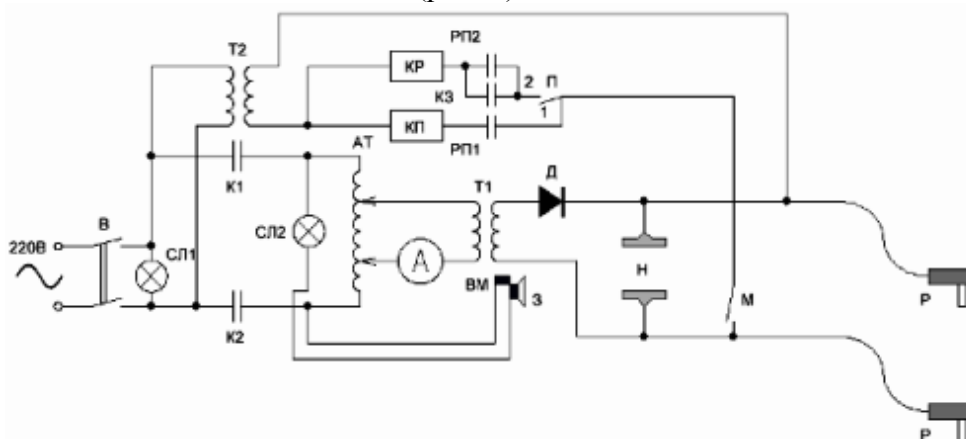 Т2
КР
РП2
КЗ
2
П
1
КП
РП1
АТ
К1
Т1
Д
220В
В
СЛ1
СЛ2
А
ВМ
З
Н
М
Р
К2
Р